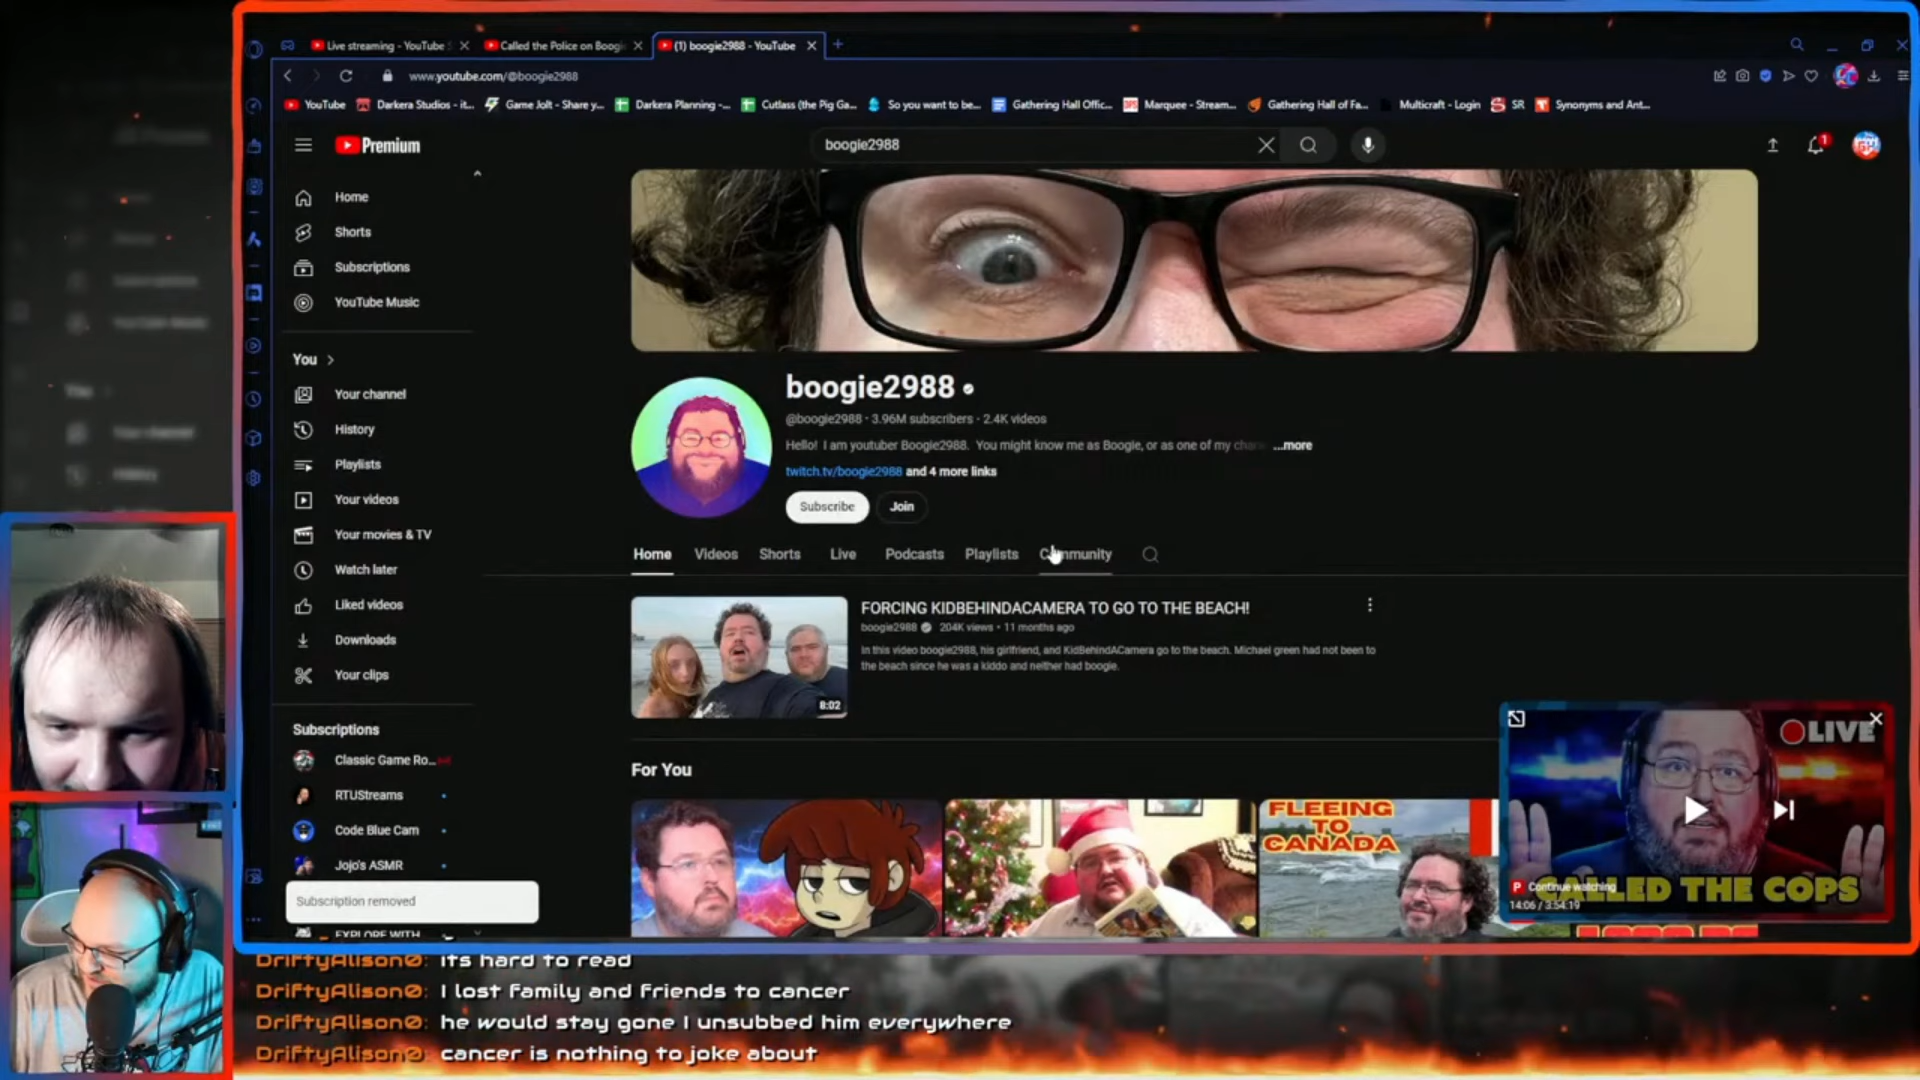 Live streaming - YouTube
Called the Police on Boogi
(1) boogie2988 - YouTube
www.youtube.com/@boogie2988
YouTube
Darkera Studios - it...
Game Jolt - Share y...
Darkera Planning -...
Cutlass (the Pig Ga...
So you want to be...
Gathering Hall Offic...
Marquee - Stream...
Gathering Hall of Fa...
Multicraft - Login
SR
Synonyms and Ant...
Premium
boogie2988
1
Home
Shorts
Subscriptions
YouTube Music
You
Your channel
History
Playlists
Your videos
Your movies & TV
Watch later
Liked videos
Downloads
Your clips
Subscriptions
Classic Game Ro...
RTUStreams
Code Blue Cam
Jojo's ASMR
Subscription removed
EXPLORE WITH
boogie2988
@boogie2988 · 3.96M subscribers · 2.4K videos
Hello! I am youtuber Boogie2988. You might know me as Boogie, or as one of my chara ...more
twitch.tv/boogie2988 and 4 more links
Subscribe
Join
Home
Videos
Shorts
Live
Podcasts
Playlists
Community
FORCING KIDBEHINDACAMERA TO GO TO THE BEACH!
boogie2988 204K views • 11 months ago
In this video boogie2988, his girlfriend, and KidBehindACamera go to the beach. Michael green had not been to
the beach since he was a kiddo and neither had boogie.
8:02
For You
FLEEING
TO
CANADA
LIVE
Continue watching
CALLED THE COPS
14:06 / 3:54:19
DriftyAlison0: its hard to read
DriftyAlison0: I lost family and friends to cancer
DriftyAlison0: he would stay gone I unsubbed him everywhere
DriftyAlison0: cancer is nothing to joke about